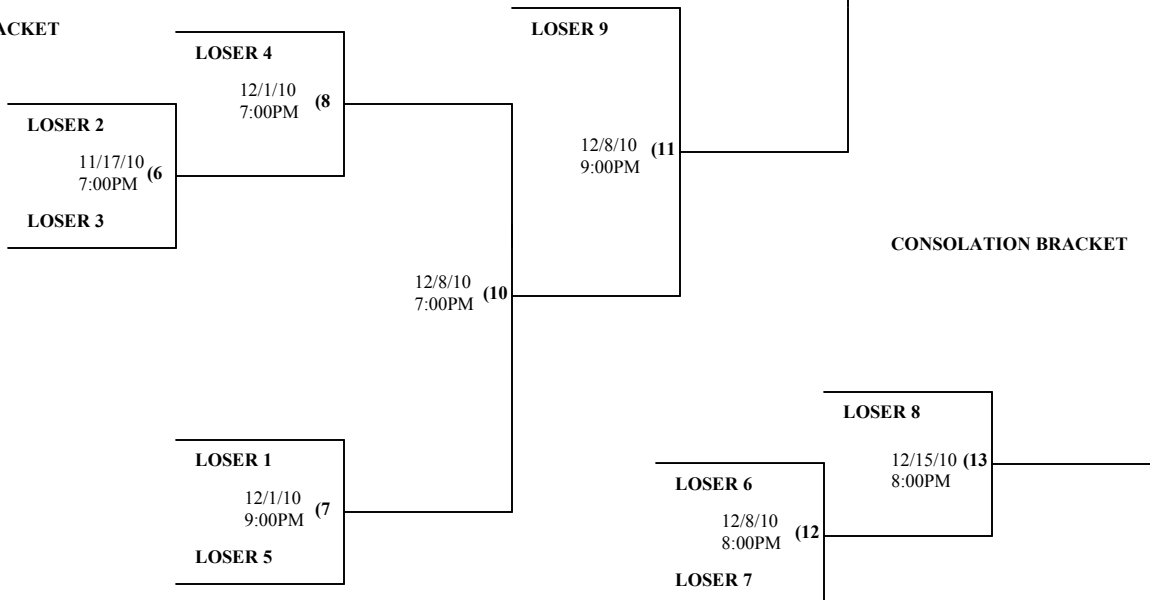 ACKET
LOSER 9
LOSER 4
12/1/10
7:00PM (8
LOSER 2
11/17/10
7:00PM (6
LOSER 3
12/8/10
9:00PM (11
CONSOLATION BRACKET
12/8/10
7:00PM (10
LOSER 8
12/15/10 (13
8:00PM
LOSER 1
12/1/10
9:00PM (7
LOSER 5
LOSER 6
12/8/10
8:00PM (12
LOSER 7